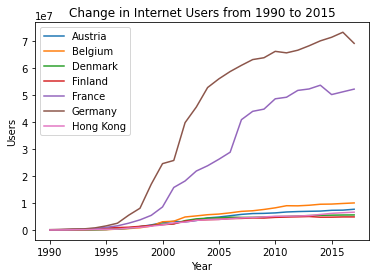 Change in Internet Users from 1990 to 2015
1e7
Austria
Belgium
Denmark
Finland
France
Germany
Hong Kong
Users
7
6
5
4
3
2
1
0
1990 1995 2000 2005 2010 2015
Year